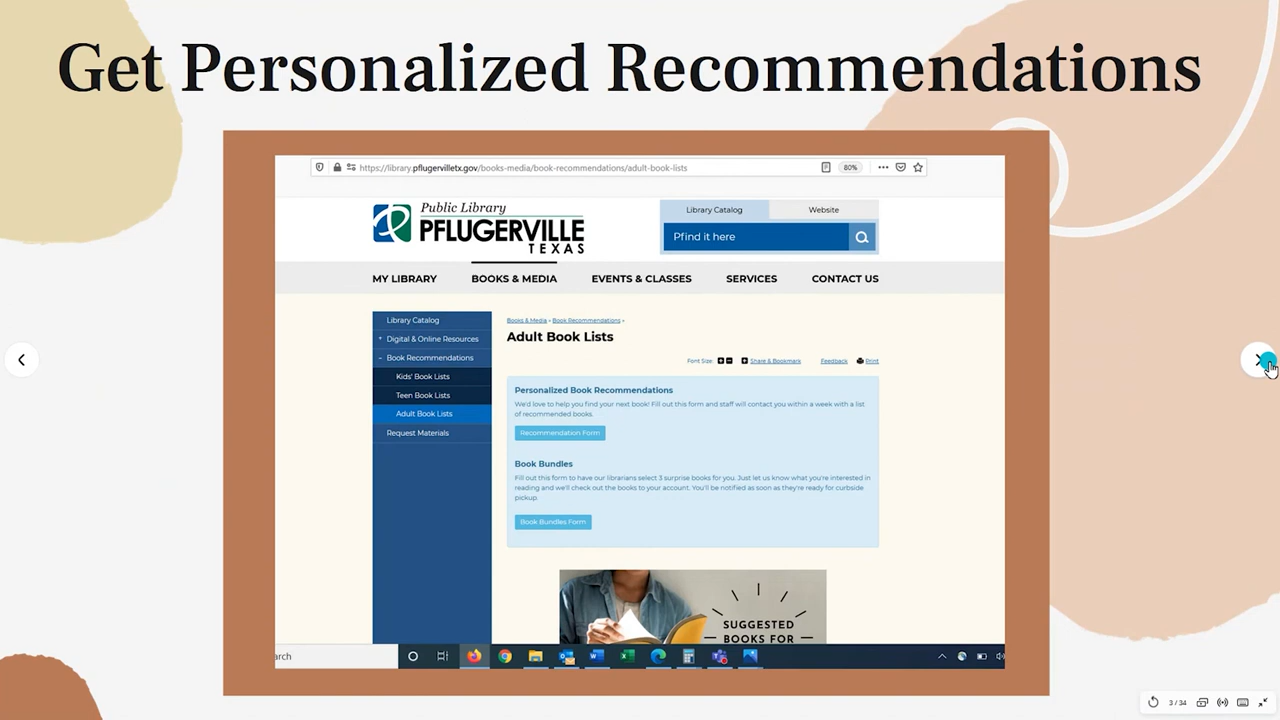 Get Personalized Recommendations
https://library.pflugervilletx.gov/books-media/book-recommendations/adult-book-lists
80%
Public Library
PFLUGERVILLE
TEXAS
Library Catalog
Website
Pfind it here
MY LIBRARY
BOOKS & MEDIA
EVENTS & CLASSES
SERVICES
CONTACT US
Library Catalog
+ Digital & Online Resources
- Book Recommendations
Kids' Book Lists
Teen Book Lists
Adult Book Lists
Request Materials
Books & Media » Book Recommendations »
Adult Book Lists
Font Size: + - + Share & Bookmark Feedback Print
Personalized Book Recommendations
We'd love to help you find your next book! Fill out this form and staff will contact you within a week with a list
of recommended books.
Recommendation Form
Book Bundles
Fill out this form to have our librarians select 3 surprise books for you. Just let us know what you're interested in
reading and we'll check out the books to your account. You'll be notified as soon as they're ready for curbside
pickup.
Book Bundles Form
SUGGESTED
BOOKS FOR
arch
3 / 34